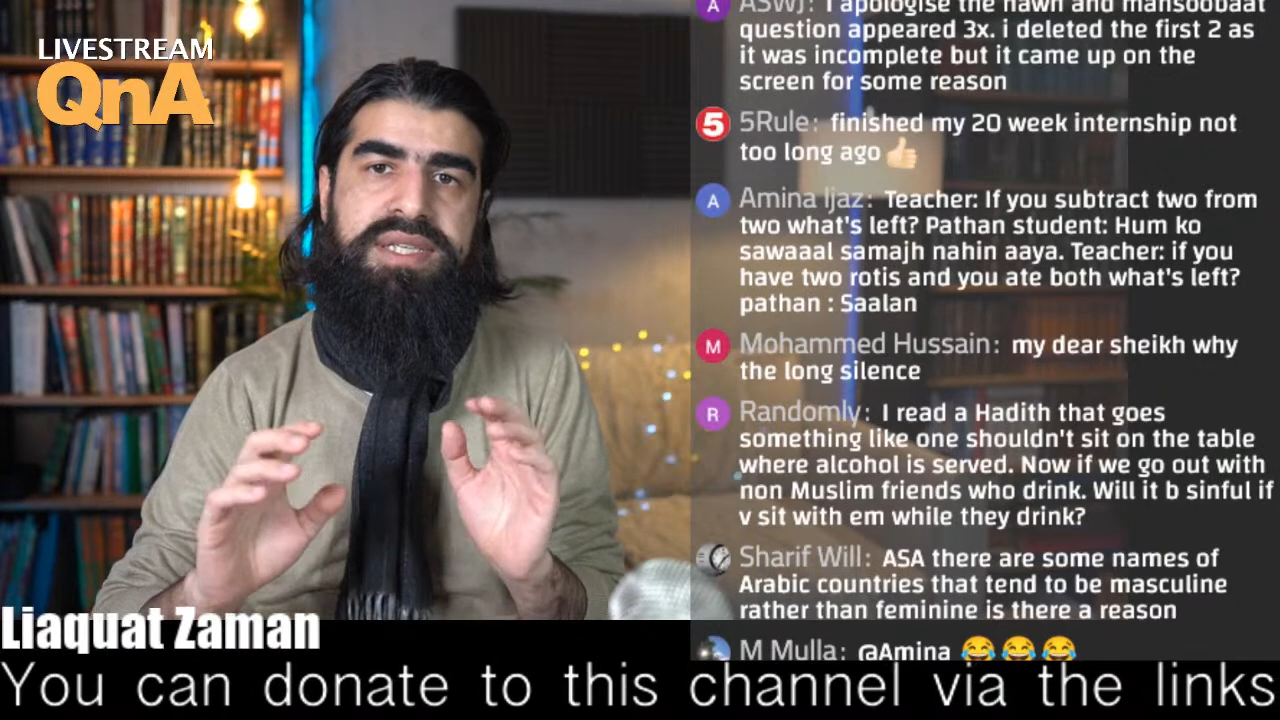 LIVESTREAM
QnA
A ASWJ: I apologise the nawn and mansoobaat
question appeared 3x. i deleted the first 2 as
it was incomplete but it came up on the
screen for some reason
5 5Rule: finished my 20 week internship not
too long ago 👍🏻
A Amina Ijaz: Teacher: If you subtract two from
two what's left? Pathan student: Hum ko
sawaaal samajh nahin aaya. Teacher: if you
have two rotis and you ate both what's left?
pathan : Saalan
M Mohammed Hussain: my dear sheikh why
the long silence
R Randomly: I read a Hadith that goes
something like one shouldn't sit on the table
where alcohol is served. Now if we go out with
non Muslim friends who drink. Will it b sinful if
v sit with em while they drink?
Sharif Will: ASA there are some names of
Arabic countries that tend to be masculine
rather than feminine is there a reason
M Mulla: @Amina 😂😂😂
Liaquat Zaman
You can donate to this channel via the links